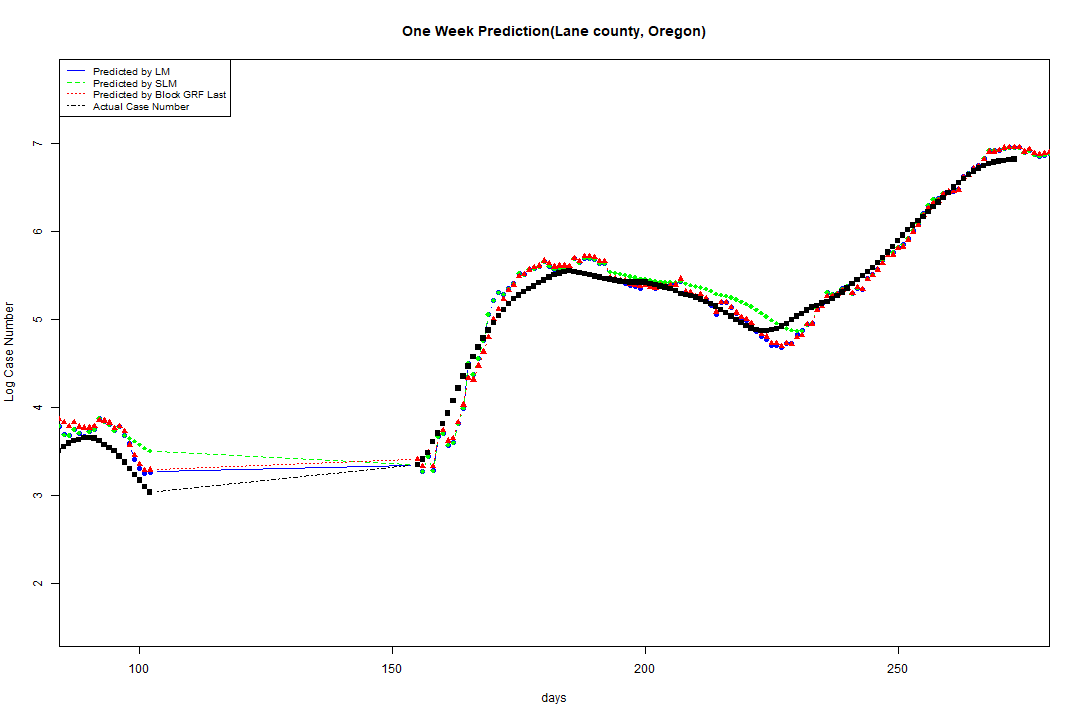 One Week Prediction(Lane county, Oregon)
Predicted by LM
Predicted by SLM
Predicted by Block GRF Last
Actual Case Number
7
6
5
4
3
2
Log Case Number
100 150 200 250
days